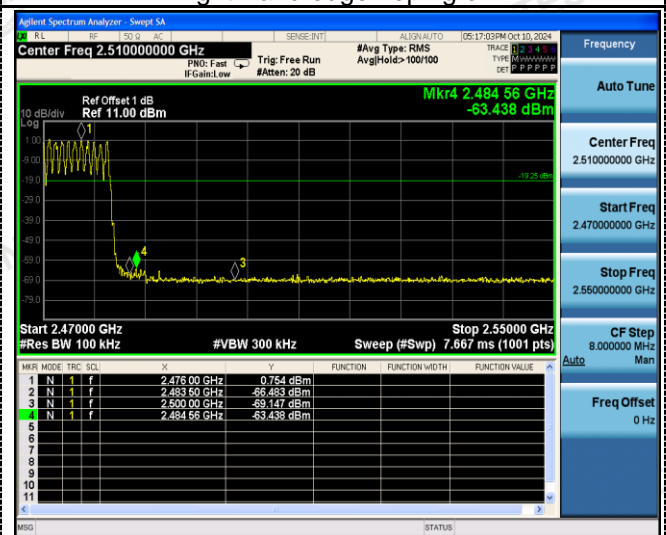 Agilent Spectrum Analyzer - Swept SA
RL RF 50 Ω AC SENSE:INT ALIGNAUTO 05:17:03PM Oct 10, 2024
Center Freq 2.510000000 GHz
PNO: Fast
IFGain:Low
Trig: Free Run
#Atten: 20 dB
#Avg Type: RMS
Avg|Hold:>100/100
TRACE 1 2 3 4 5 6
TYPE M
DET P P P P P P
Ref Offset 1 dB
10 dB/div Ref 11.00 dBm
Log
Mkr4 2.484 56 GHz
-63.438 dBm
1.00
-9.00
-19.0
-29.0
-39.0
-49.0
-59.0
-69.0
-79.0
1
4
3
-19.25 dBm
Start 2.47000 GHz Stop 2.55000 GHz
#Res BW 100 kHz #VBW 300 kHz Sweep (#Swp) 7.667 ms (1001 pts)
MKR MODE TRC SCL X Y FUNCTION FUNCTION WIDTH FUNCTION VALUE
1 N 1 f 2.476 00 GHz 0.754 dBm
2 N 1 f 2.483 50 GHz -66.483 dBm
3 N 1 f 2.500 00 GHz -69.147 dBm
4 N 1 f 2.484 56 GHz -63.438 dBm
5
6
7
8
9
10
11
MSG STATUS
Frequency
Auto Tune
Center Freq
2.510000000 GHz
Start Freq
2.470000000 GHz
Stop Freq
2.550000000 GHz
CF Step
8.000000 MHz
Auto Man
Freq Offset
0 Hz